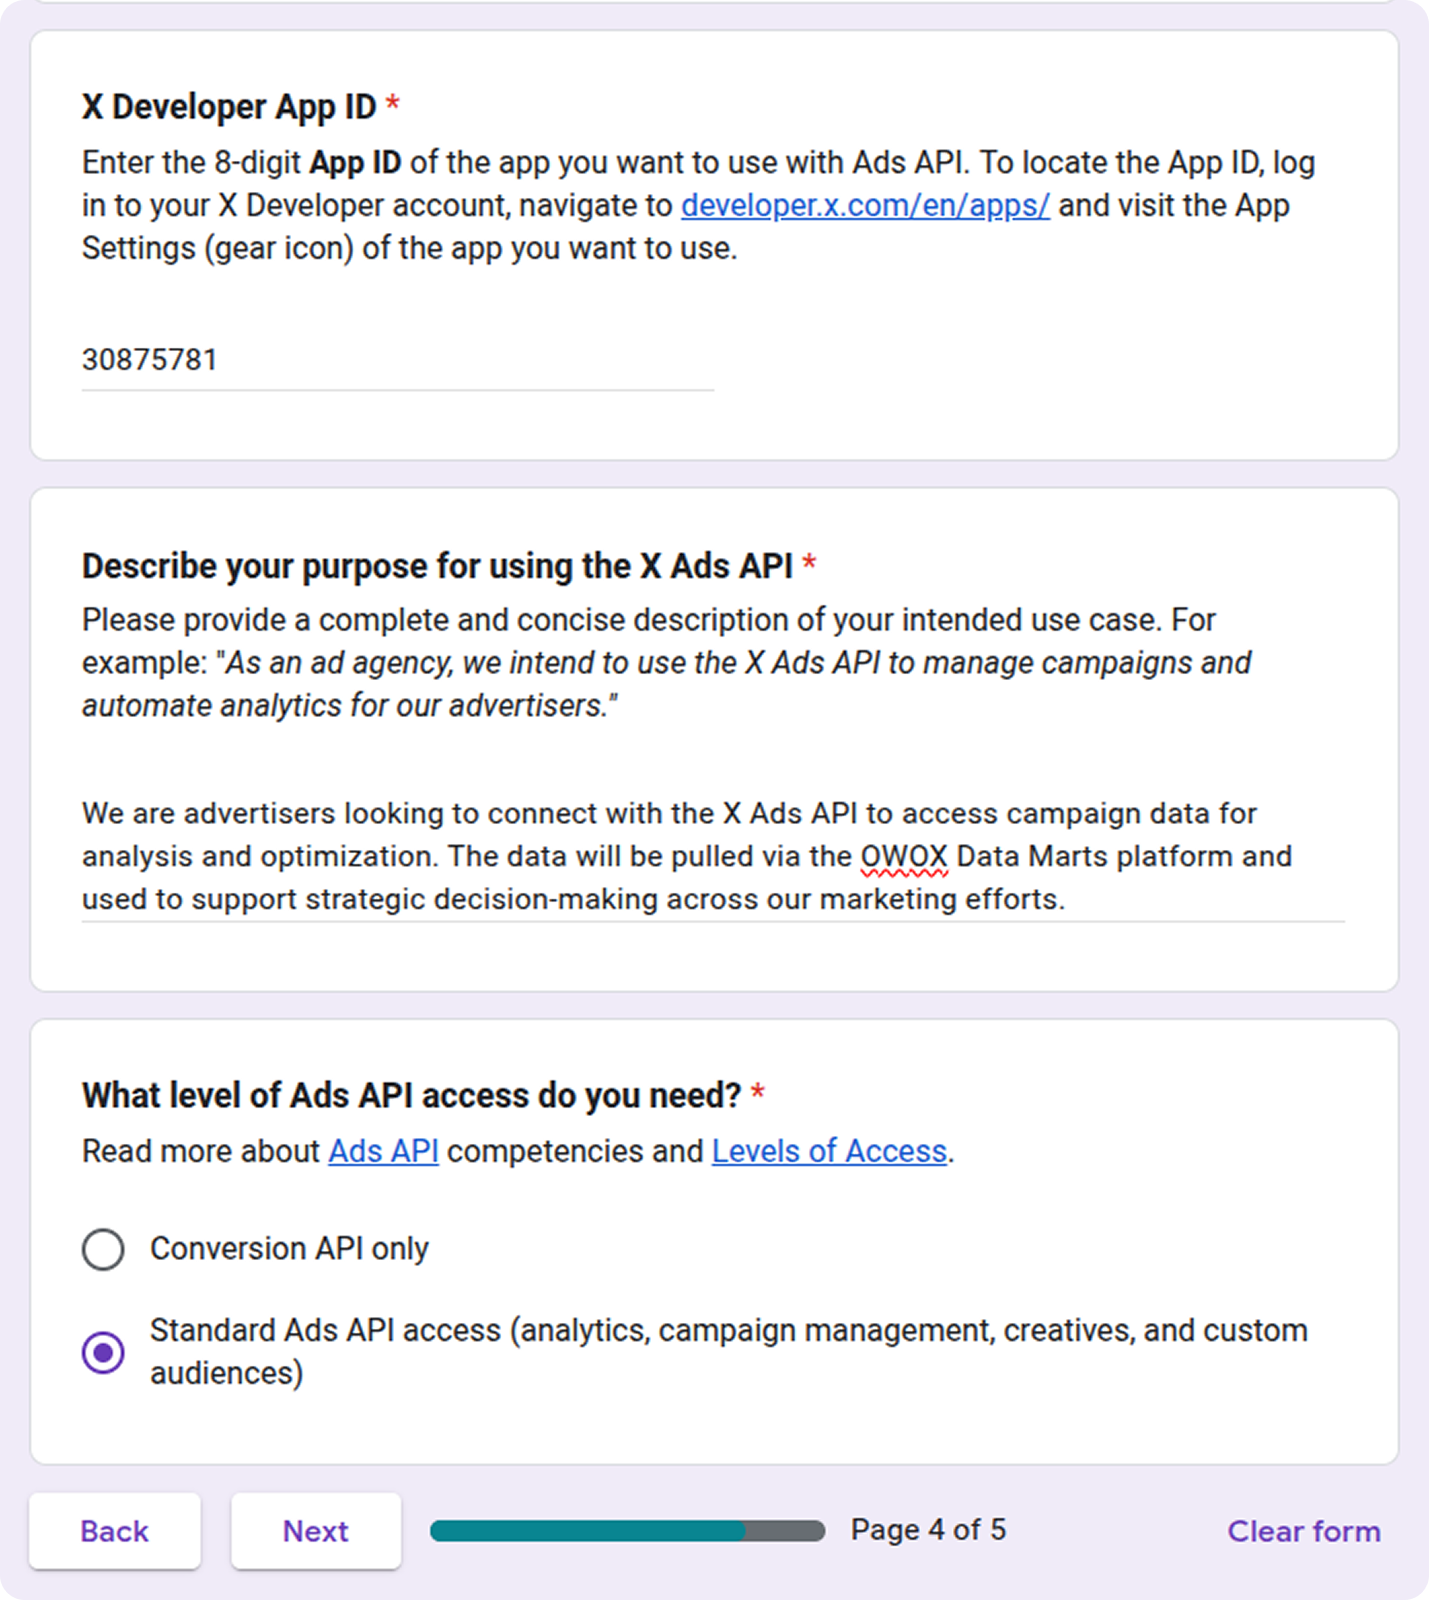 X Developer App ID *
Enter the 8-digit App ID of the app you want to use with Ads API. To locate the App ID, log
in to your X Developer account, navigate to developer.x.com/en/apps/ and visit the App
Settings (gear icon) of the app you want to use.
30875781
Describe your purpose for using the X Ads API *
Please provide a complete and concise description of your intended use case. For
example: "As an ad agency, we intend to use the X Ads API to manage campaigns and
automate analytics for our advertisers."
We are advertisers looking to connect with the X Ads API to access campaign data for
analysis and optimization. The data will be pulled via the OWOX Data Marts platform and
used to support strategic decision-making across our marketing efforts.
What level of Ads API access do you need? *
Read more about Ads API competencies and Levels of Access.
Conversion API only
Standard Ads API access (analytics, campaign management, creatives, and custom
audiences)
Back Next Page 4 of 5 Clear form